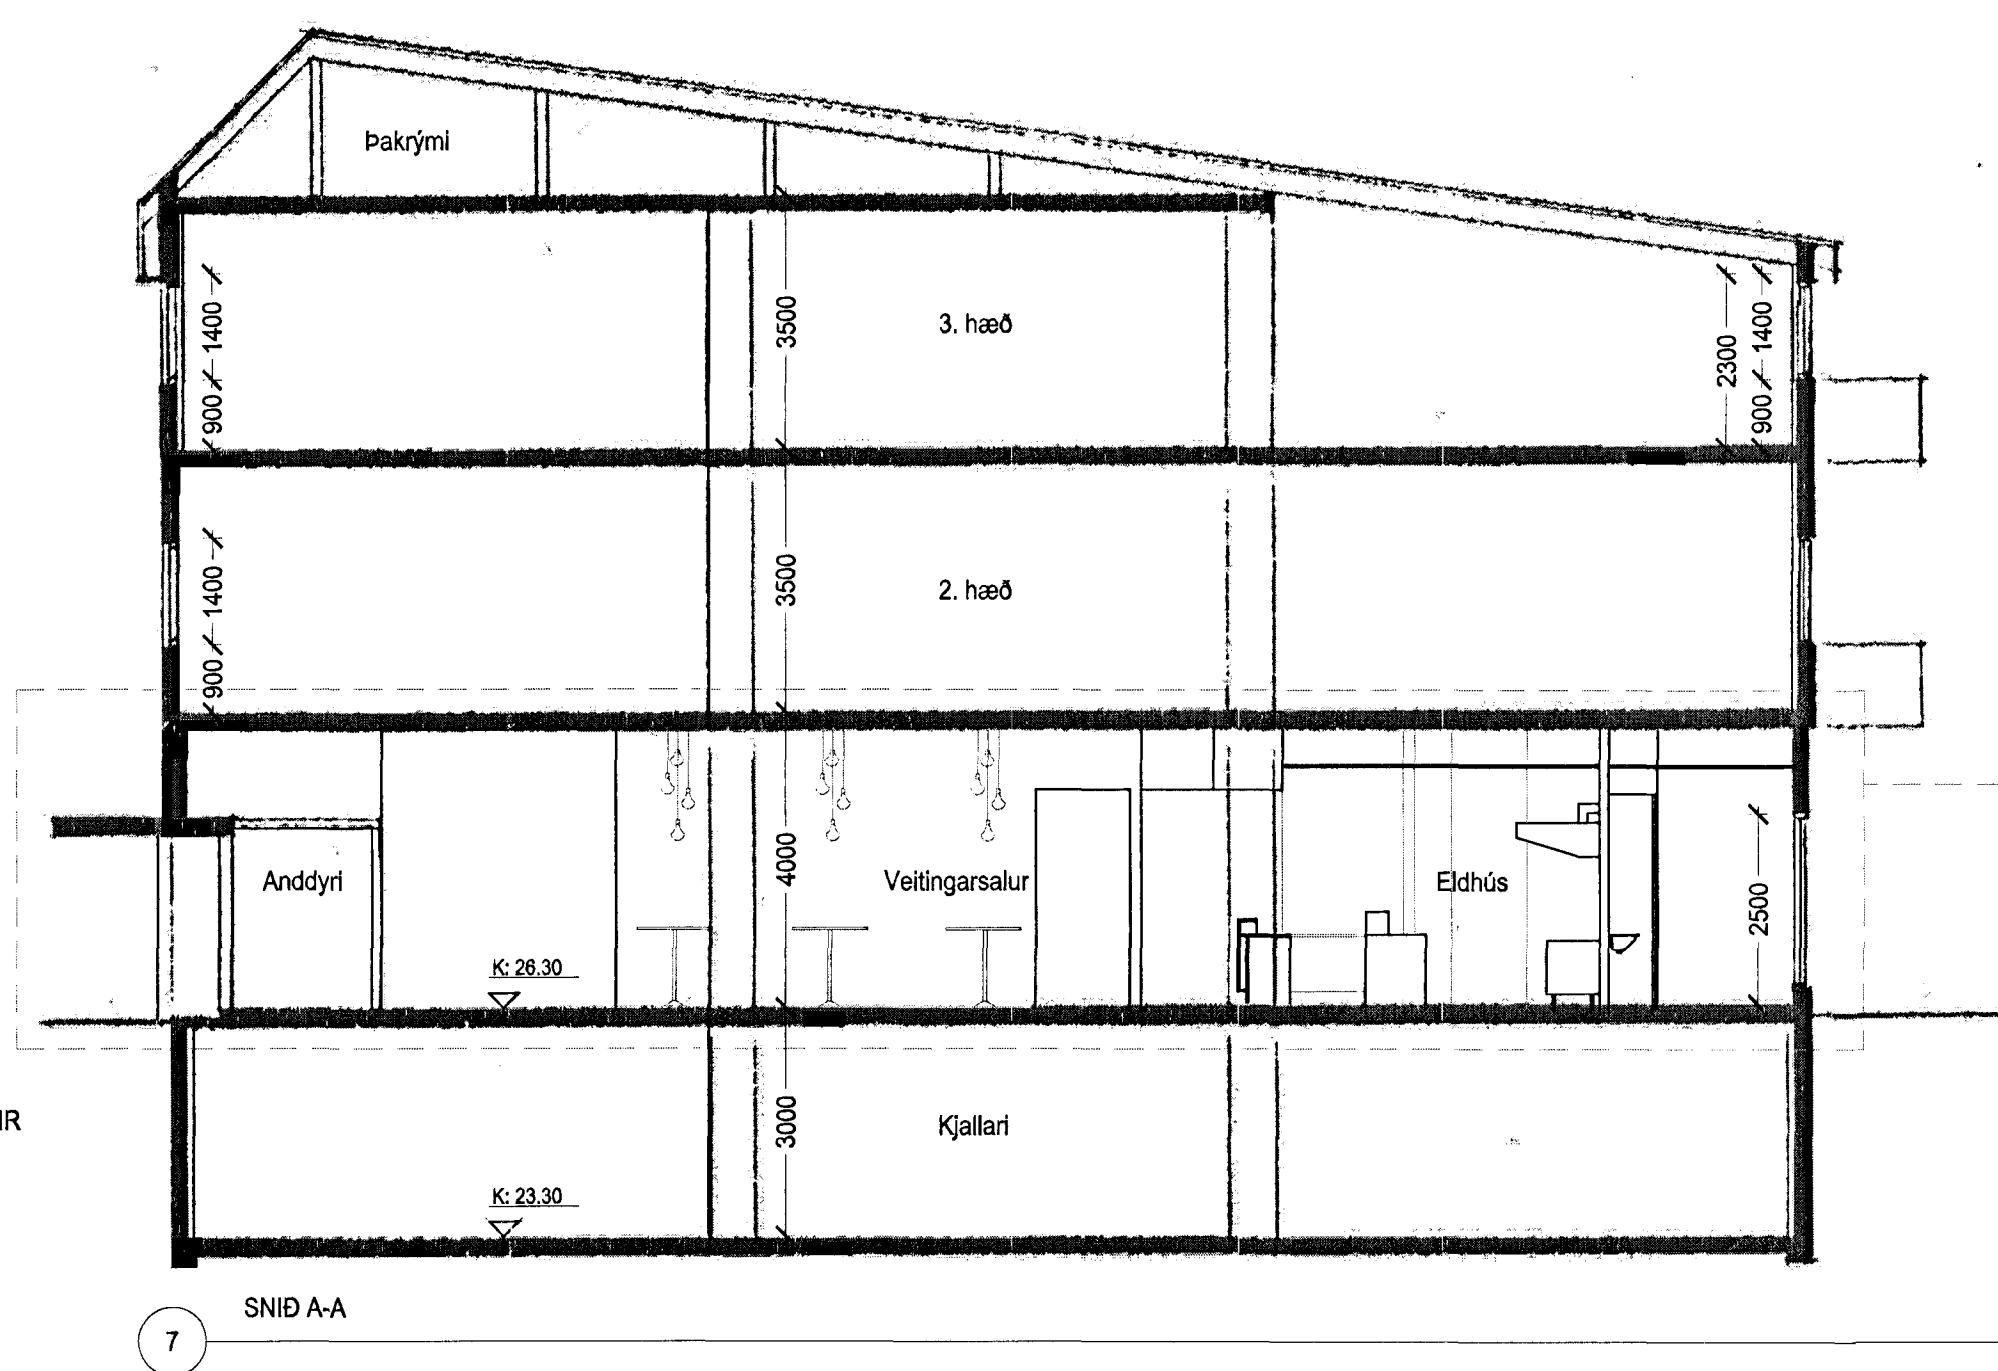 Þakrými
1400
900
3500
3. hæð
2300
1400
900
1400
900
3500
2. hæð
Anddyri
4000
Veitingarsalur
Eldhús
2500
K: 26.30
IR
3000
Kjallari
K: 23.30
SNIÐ A-A
7